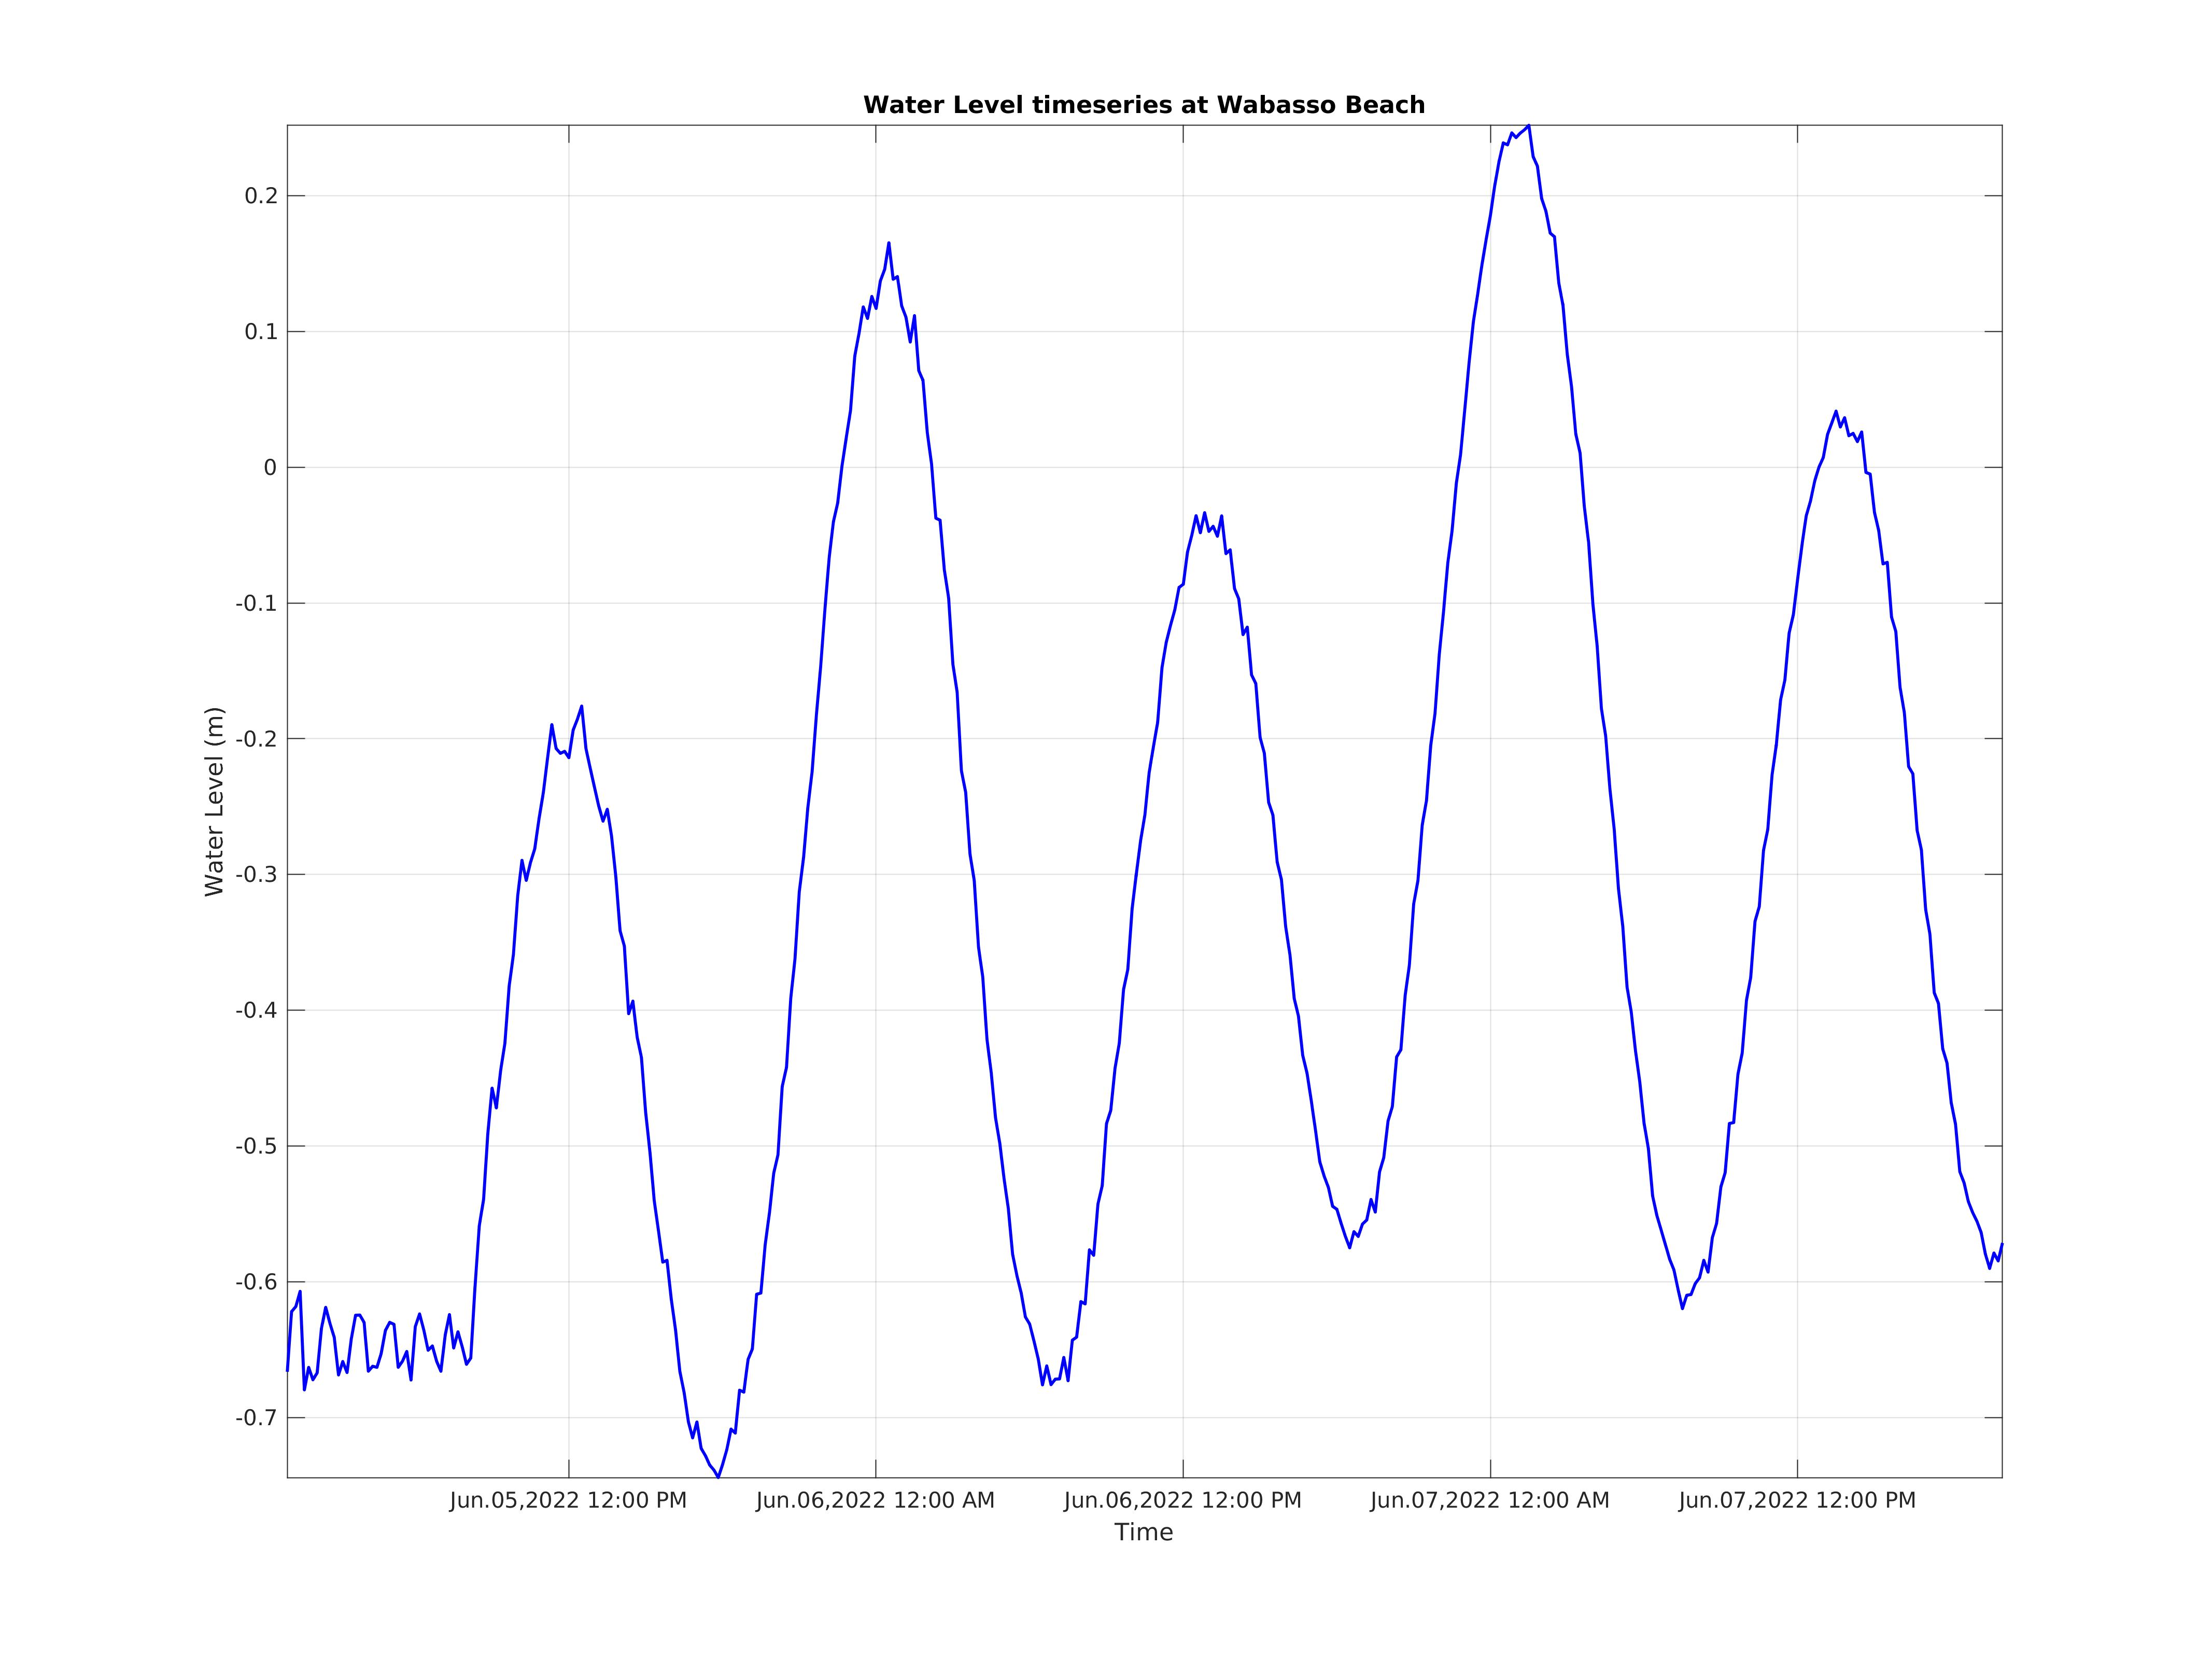 Water Level timeseries at Wabasso Beach
0.2
0.1
0
-0.1
-0.2
-0.3
-0.4
-0.5
-0.6
-0.7
Water Level (m)
Jun.05,2022 12:00 PM
Jun.06,2022 12:00 AM
Jun.06,2022 12:00 PM
Jun.07,2022 12:00 AM
Jun.07,2022 12:00 PM
Time